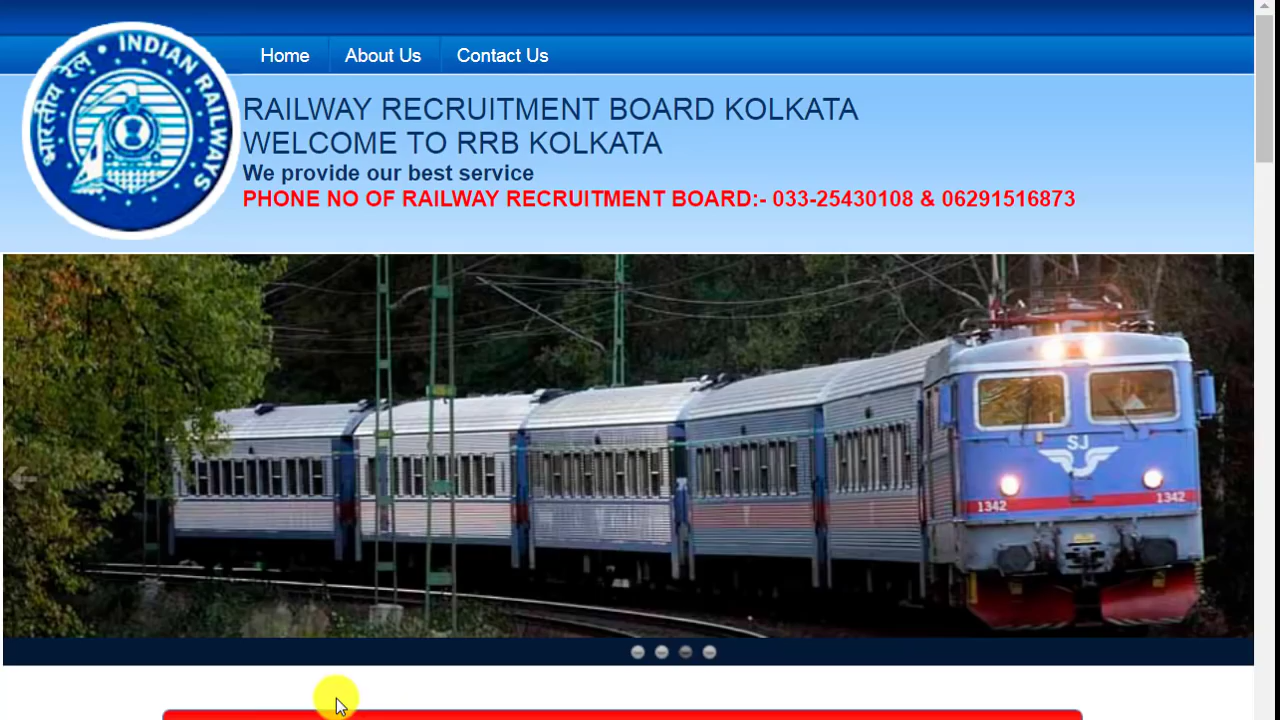 भारतीय रेल • INDIAN RAILWAYS
Home About Us Contact Us
RAILWAY RECRUITMENT BOARD KOLKATA
WELCOME TO RRB KOLKATA
We provide our best service
PHONE NO OF RAILWAY RECRUITMENT BOARD:- 033-25430108 & 06291516873
SJ
1342 1342